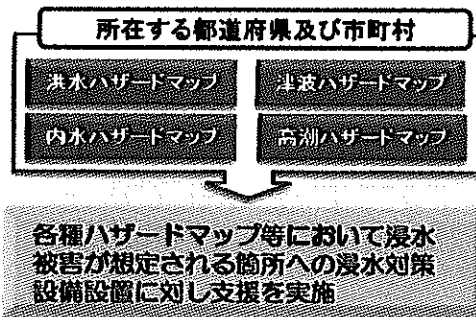 所在する都道府県及び市町村
洪水ハザードマップ
津波ハザードマップ
内水ハザードマップ
高潮ハザードマップ
各種ハザードマップ等において浸水
被害が想定される箇所への浸水対策
設備設置に対し支援を実施